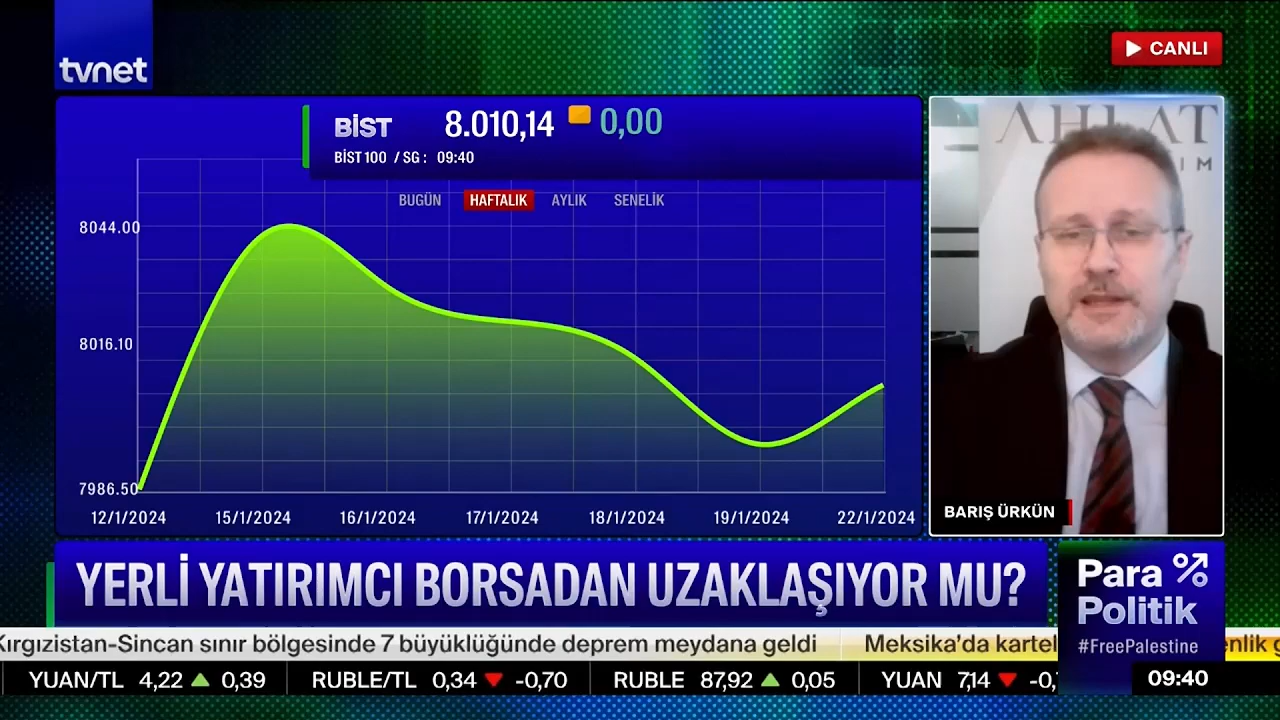 tvnet
CANLI
BİST 8.010,14 0,00
BİST 100 / SG : 09:40
BUGÜN HAFTALIK AYLIK SENELİK
8044.00
8016.10
7986.50
12/1/2024 15/1/2024 16/1/2024 17/1/2024 18/1/2024 19/1/2024 22/1/2024
BARIŞ ÜRKÜN
YERLİ YATIRIMCI BORSADAN UZAKLAŞIYOR MU?
Para
Politik
#FreePalestine
Kırgızistan-Sincan sınır bölgesinde 7 büyüklüğünde deprem meydana geldi Meksika'da kartel
YUAN/TL 4,22 0,39 RUBLE/TL 0,34 -0,70 RUBLE 87,92 0,05 YUAN 7,14
09:40